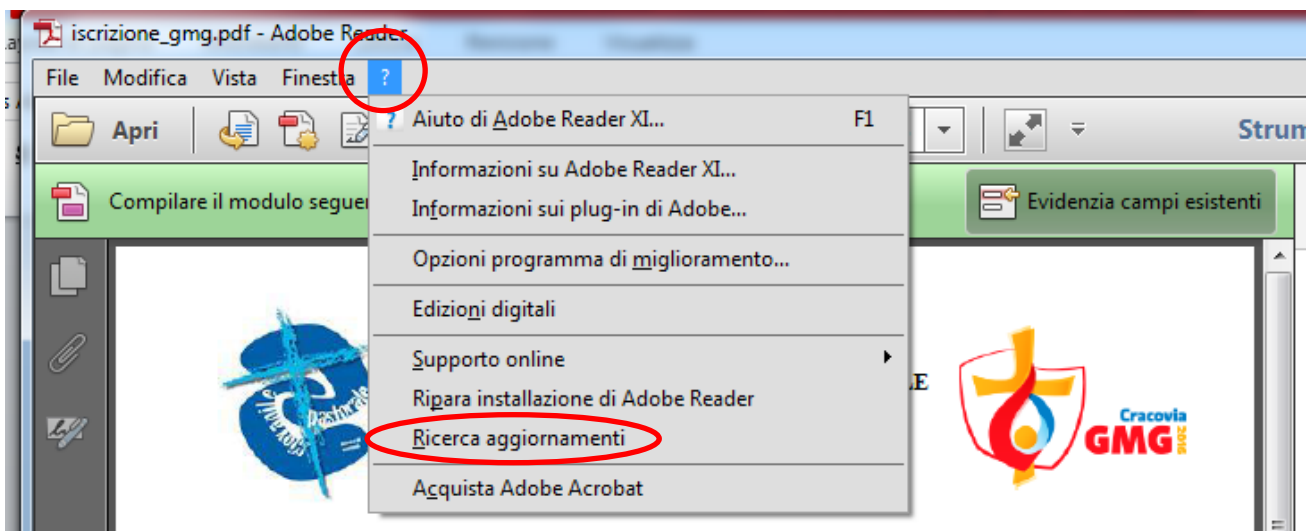 iscrizione_gmg.pdf - Adobe Reader
File Modifica Vista Finestra ?
Apri
Strum
Compilare il modulo seguen
Evidenzia campi esistenti
? Aiuto di Adobe Reader XI... F1
Informazioni su Adobe Reader XI...
Informazioni sui plug-in di Adobe...
Opzioni programma di miglioramento...
Edizioni digitali
Supporto online
Ripara installazione di Adobe Reader
Ricerca aggiornamenti
Acquista Adobe Acrobat
LE
Cracovia
GMG 2016